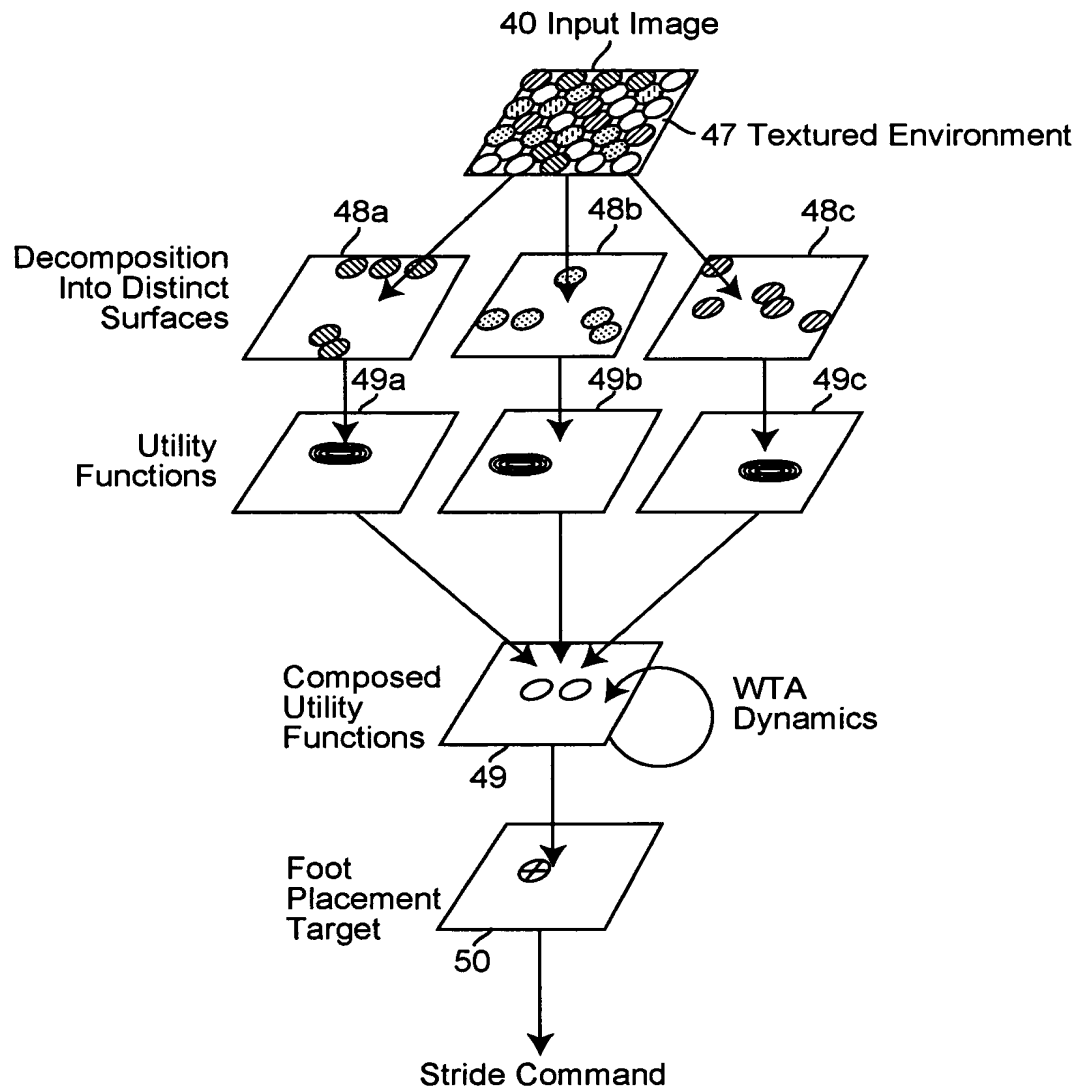 40 Input Image
47 Textured Environment
48a
48b
48c
Decomposition
Into Distinct
Surfaces
49a
49b
49c
Utility
Functions
Composed
Utility
Functions
WTA
Dynamics
49
Foot
Placement
Target
50
Stride Command